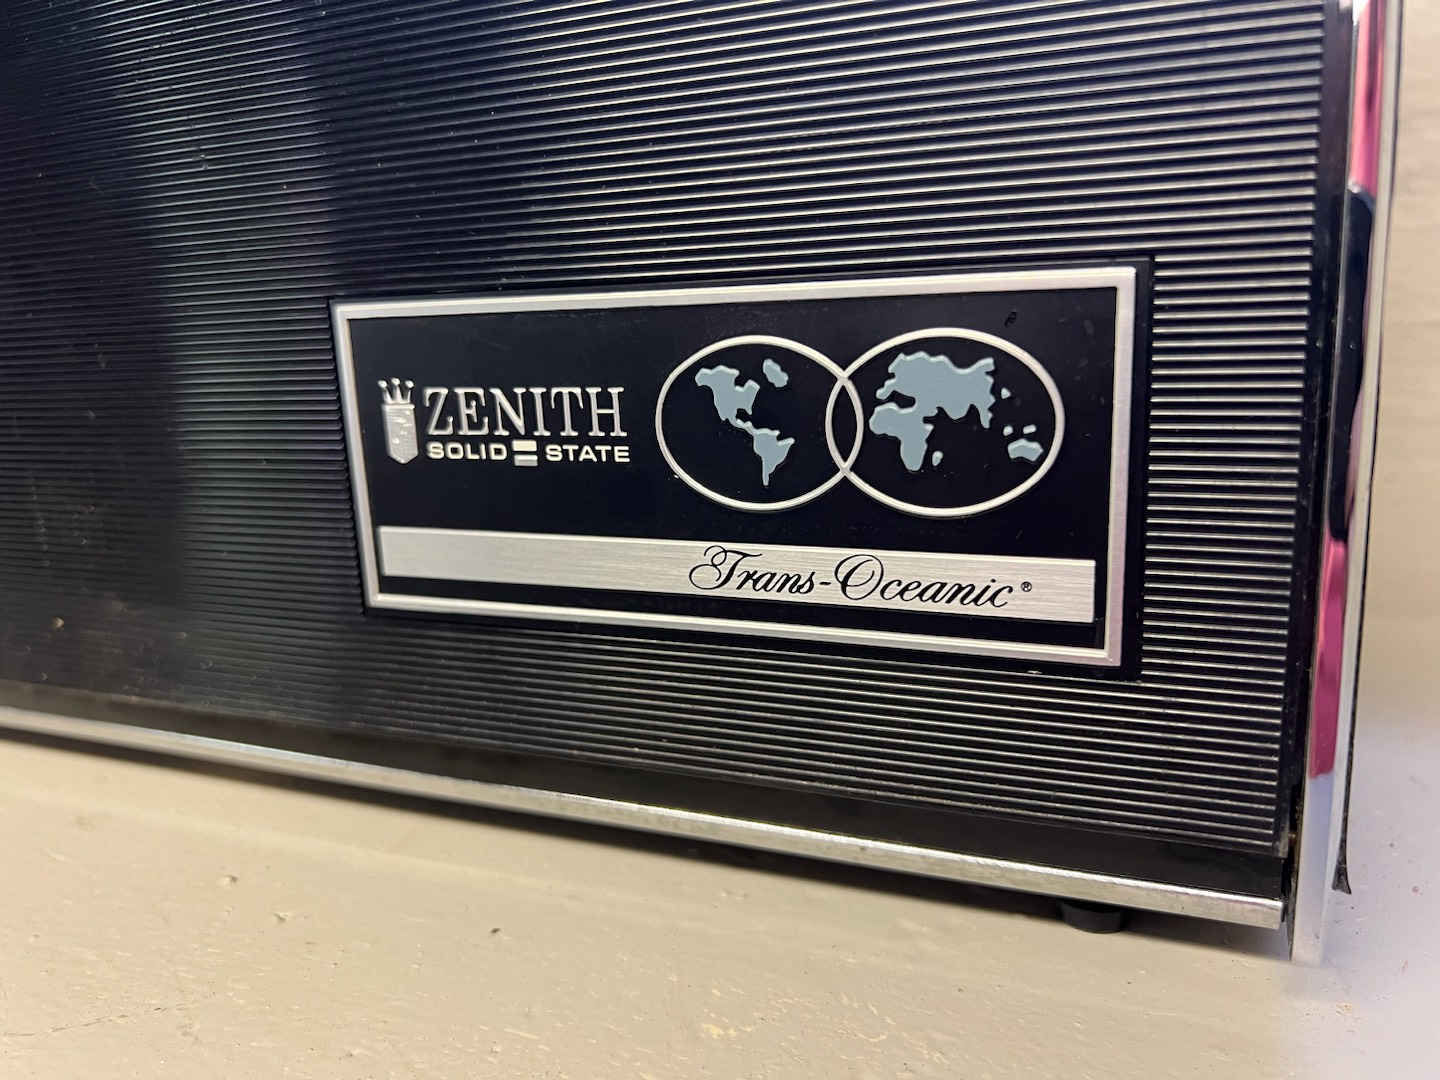 ZENITH
SOLID STATE
Trans-Oceanic®